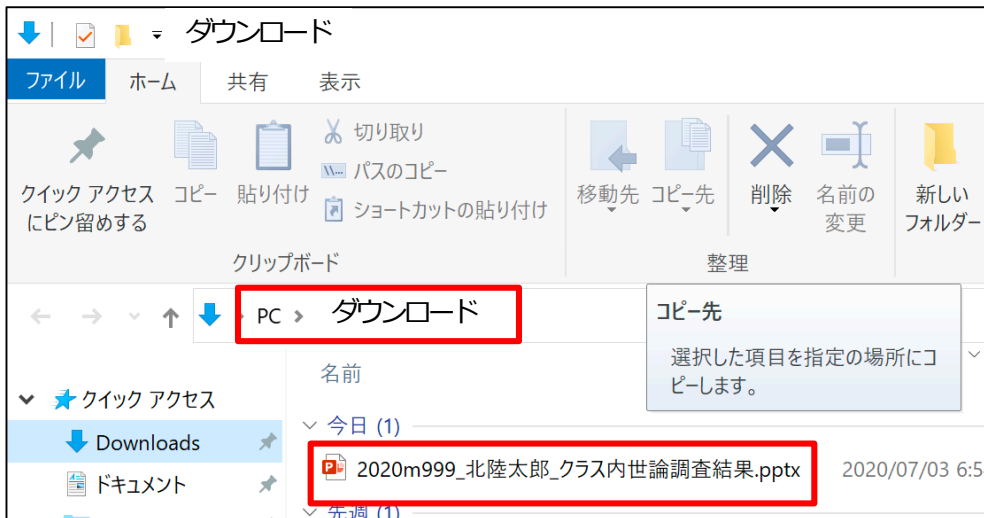 ダウンロード
ファイル ホーム 共有 表示
切り取り
パスのコピー
ショートカットの貼り付け
クイック アクセス
にピン留めする
コピー
貼り付け
移動先
コピー先
削除
名前の
変更
新しい
フォルダー
クリップボード
整理
PC > ダウンロード
コピー先
選択した項目を指定の場所にコ
ピーします。
名前
クイック アクセス
Downloads
ドキュメント
今日 (1)
2020m999_北陸太郎_クラス内世論調査結果.pptx 2020/07/03 6:5
先週 (1)